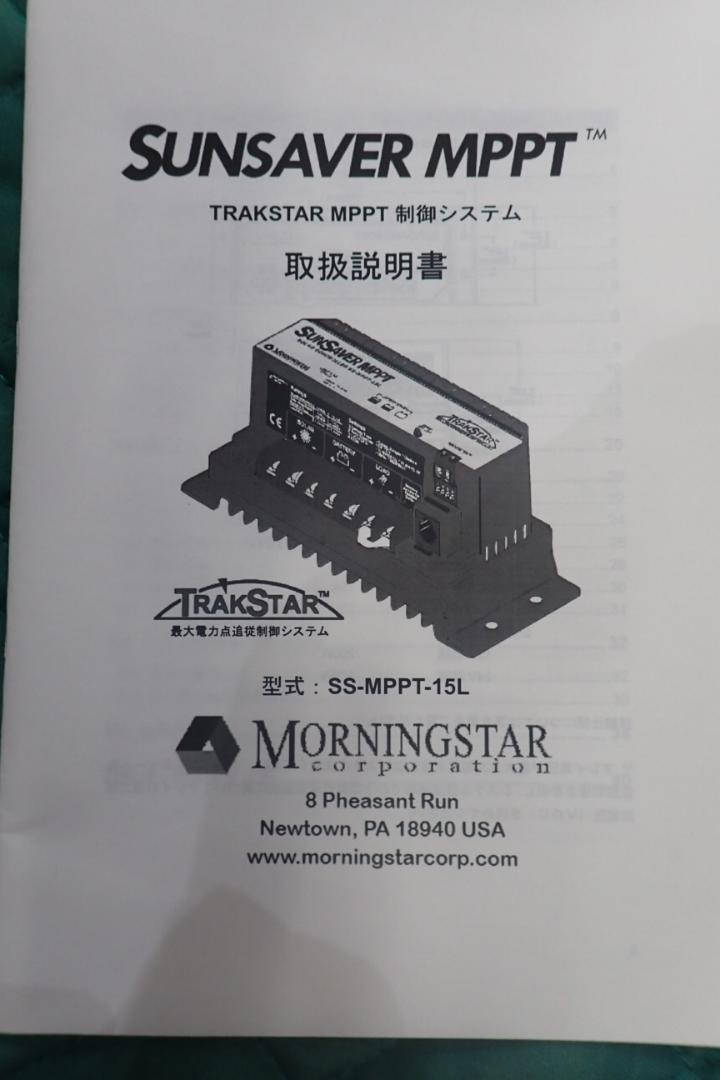 SUNSAVER MPPT™
TRAKSTAR MPPT 制御システム
取扱説明書
SUNSAVER MPPT
TRAKSTAR
TRAKSTAR™
最大電力点追従制御システム
型式：SS-MPPT-15L
MORNINGSTAR
corporation
8 Pheasant Run
Newtown, PA 18940 USA
www.morningstarcorp.com